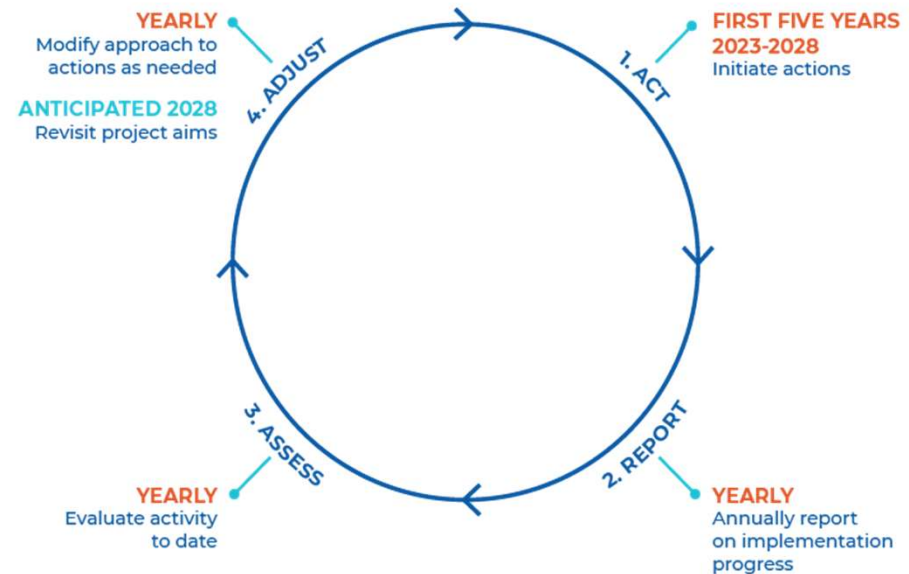 YEARLY
Modify approach to
actions as needed
ANTICIPATED 2028
Revisit project aims
4. ADJUST
1. ACT
FIRST FIVE YEARS
2023-2028
Initiate actions
3. ASSESS
YEARLY
Evaluate activity
to date
2. REPORT
YEARLY
Annually report
on implementation
progress